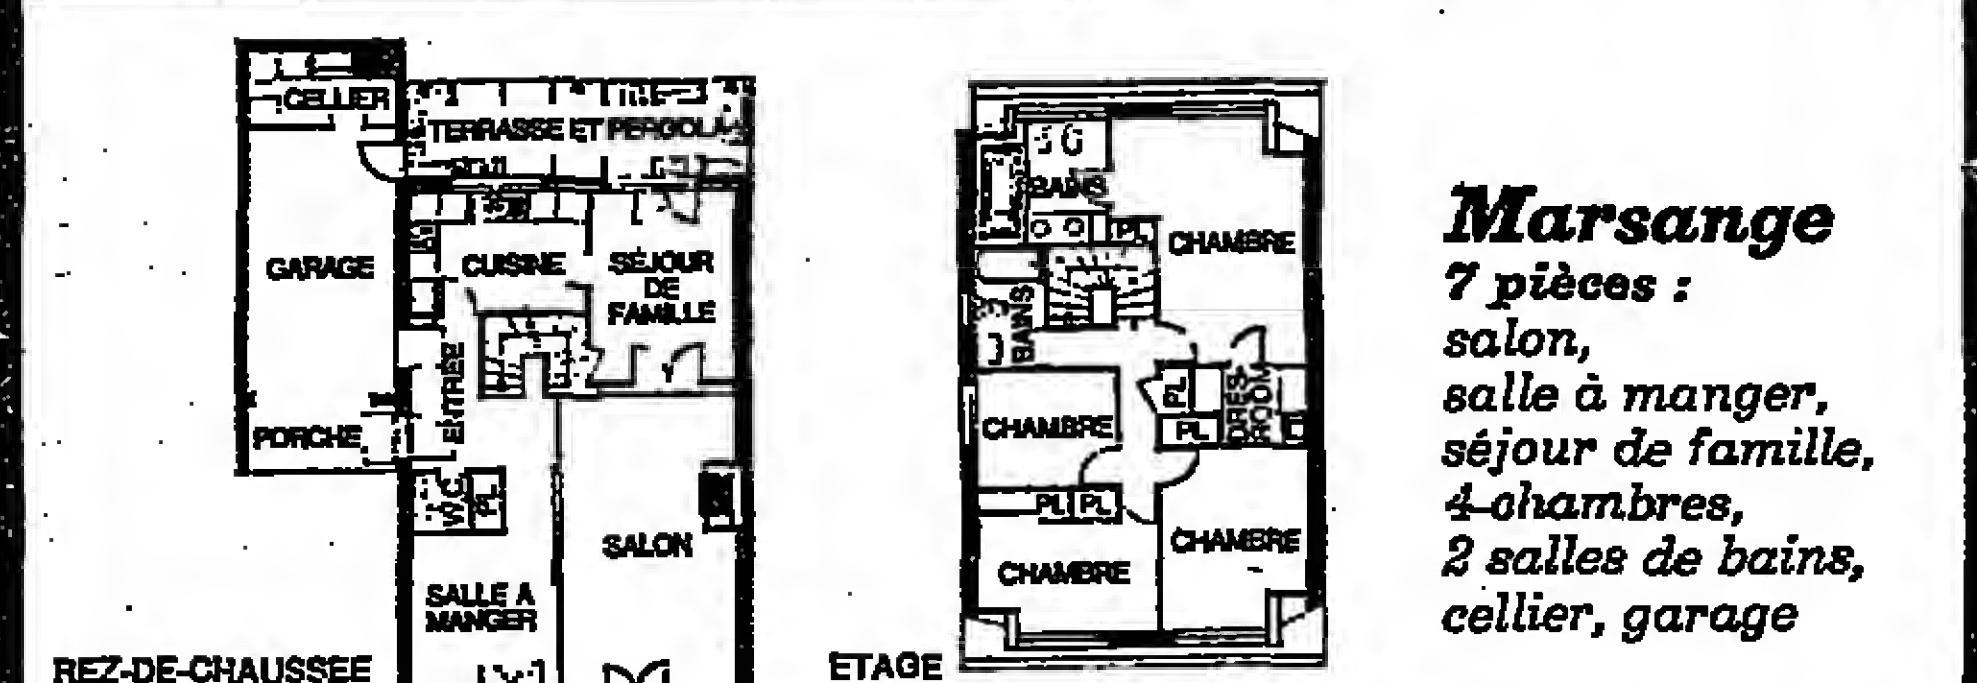 CELLIER
TERRASSE ET PERGOLA
GARAGE
CUISINE
SÉJOUR
DE
FAMILLE
ENTRÉE
PORCHE
W.C.
PL
SALON
SALLE A
MANGER
REZ-DE-CHAUSSEE
BAINS
PL
CHAMBRE
BAINS
PL
DRES-
ROOM
CHAMBRE
PL
PL
PL
CHAMBRE
CHAMBRE
ETAGE
Marsange
7 pièces :
salon,
salle à manger,
séjour de famille,
4 chambres,
2 salles de bains,
cellier, garage